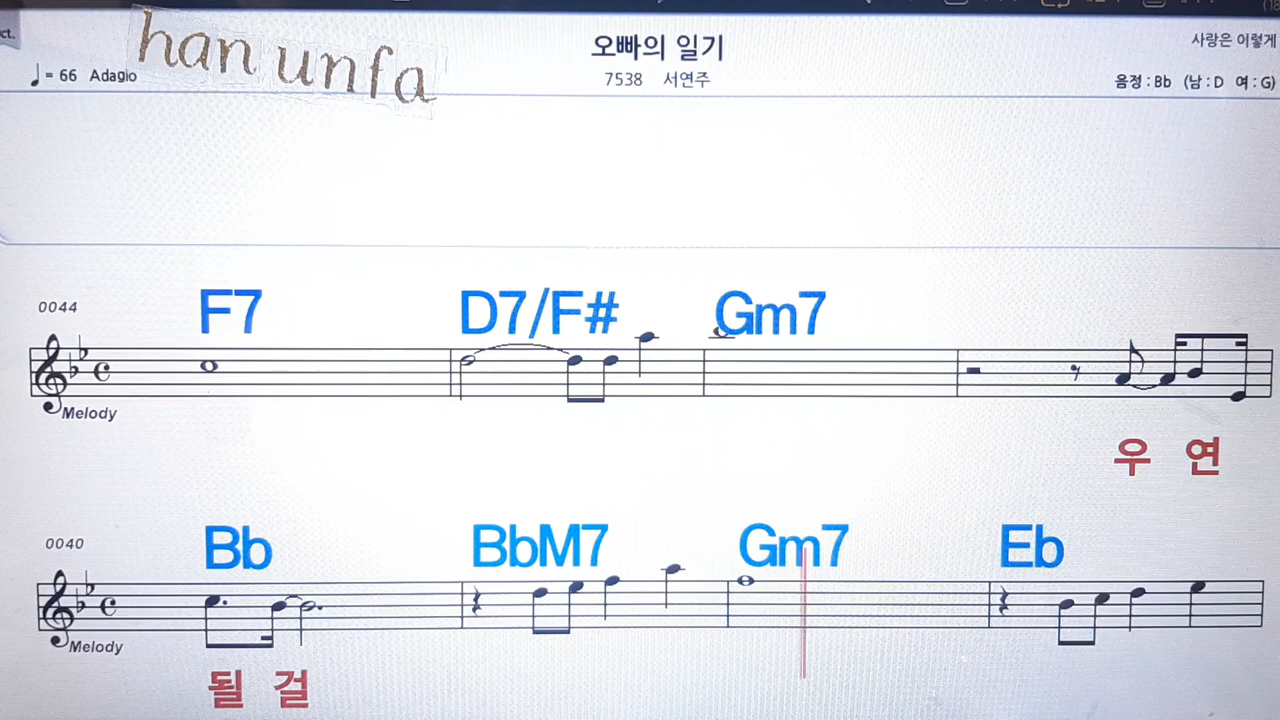 ct.
han unfa
오빠의 일기
사랑은 이렇게
♩= 66 Adagio
7538 서연주
음정 : Bb (남 : D 여 : G)
0044
F7 D7/F# Gm7
Melody
우 연
0040
Bb BbM7 Gm7 Eb
Melody
될 걸